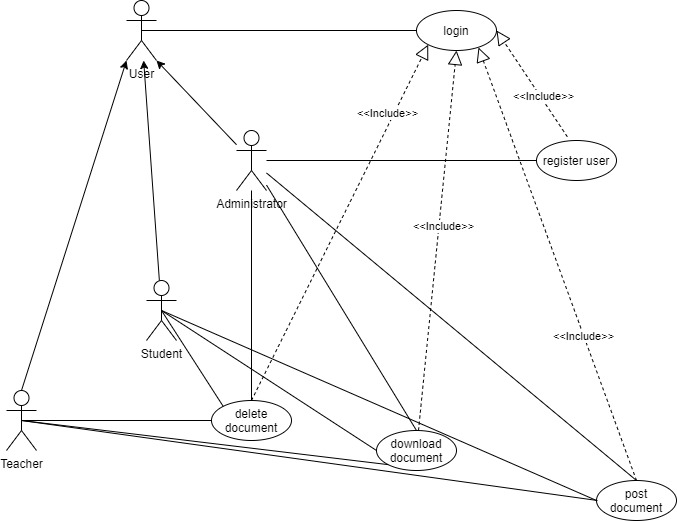 login
User
<<Include>>
<<Include>>
register user
Administrator
<<Include>>
<<Include>>
Student
delete
document
download
document
Teacher
post
document